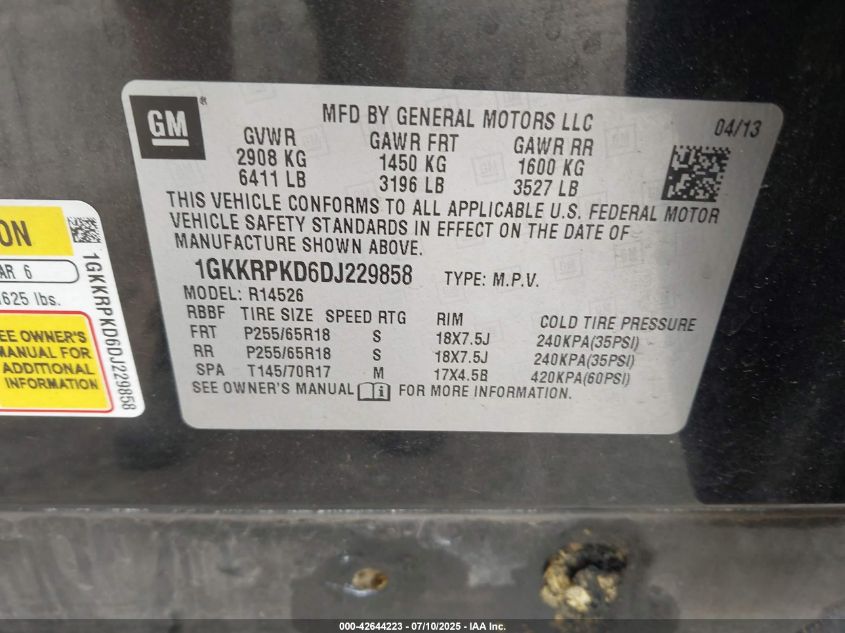 GM
®
MFD BY GENERAL MOTORS LLC
04/13
GVWR GAWR FRT GAWR RR
2908 KG 1450 KG 1600 KG
6411 LB 3196 LB 3527 LB
THIS VEHICLE CONFORMS TO ALL APPLICABLE U.S. FEDERAL MOTOR
VEHICLE SAFETY STANDARDS IN EFFECT ON THE DATE OF
MANUFACTURE SHOWN ABOVE.
1GKKRPKD6DJ229858 TYPE: M.P.V.
MODEL: R14526
RBBF TIRE SIZE SPEED RTG RIM COLD TIRE PRESSURE
FRT P255/65R18 S 18X7.5J 240KPA(35PSI)
RR P255/65R18 S 18X7.5J 240KPA(35PSI)
SPA T145/70R17 M 17X4.5B 420KPA(60PSI)
SEE OWNER'S MANUAL i FOR MORE INFORMATION.
ON
AR 6
625 lbs.
EE OWNER'S
MANUAL FOR
ADDITIONAL
INFORMATION
1GKKRPKD6DJ229858
000-42644223 - 07/10/2025 - IAA Inc.